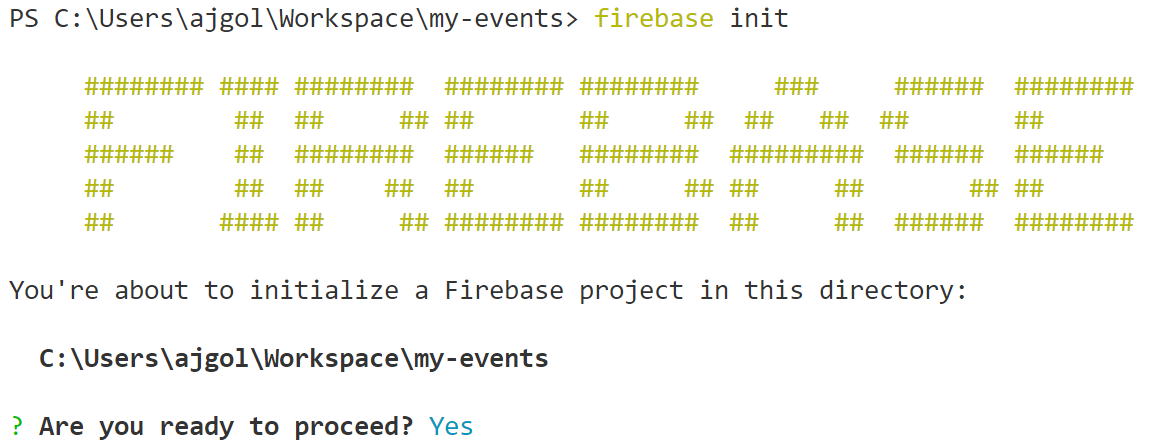 PS C:\Users\ajgol\Workspace\my-events> firebase init
     ######## #### ########  ######## ########     ###     ######  ########
     ##        ##  ##     ## ##       ##     ##  ##   ##  ##       ##
     ######    ##  ########  ######   ########  #########  ######  ######
     ##        ##  ##    ##  ##       ##     ## ##     ##       ## ##
     ##       #### ##     ## ######## ########  ##     ##  ######  ########
You're about to initialize a Firebase project in this directory:
  C:\Users\ajgol\Workspace\my-events
? Are you ready to proceed? Yes